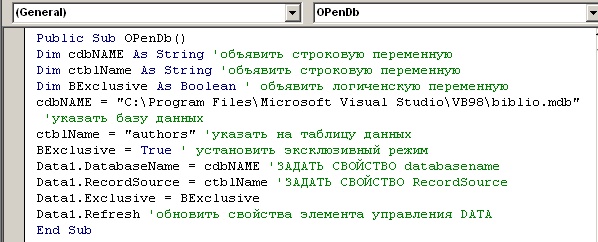 (General) OPenDb
Public Sub OPenDb()
Dim cdbNAME As String 'объявить строковую переменную
Dim ctblName As String 'объявить строковую переменную
Dim BExclusive As Boolean ' объявить логиченскую переменную
cdbNAME = "C:\Program Files\Microsoft Visual Studio\VB98\biblio.mdb"
'указать базу данных
ctblName = "authors" 'указать на таблицу данных
BExclusive = True ' установить эксклюзивный режим
Data1.DatabaseName = cdbNAME 'ЗАДАТЬ СВОЙСТВО databasename
Data1.RecordSource = ctblName 'ЗАДАТЬ СВОЙСТВО RecordSource
Data1.Exclusive = BExclusive
Data1.Refresh 'обновить свойства элемента управления DATA
End Sub